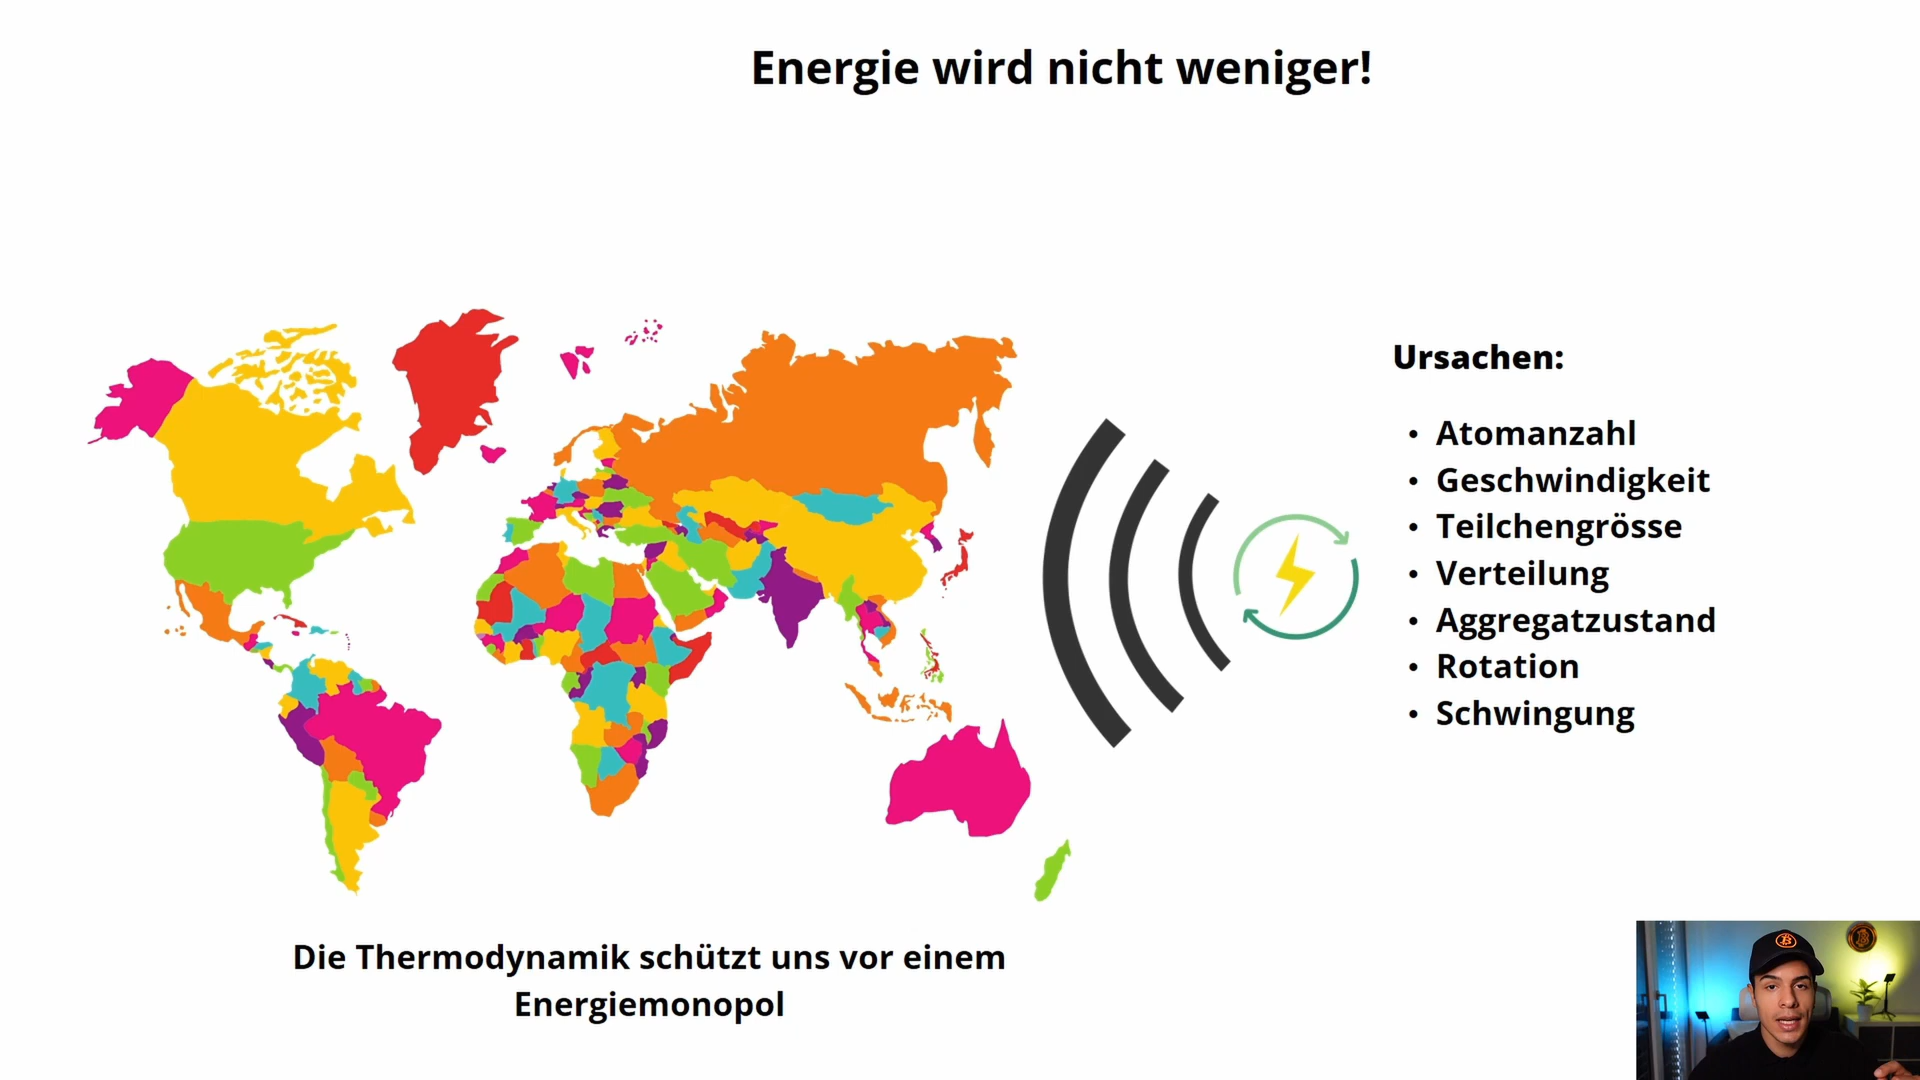 Energie wird nicht weniger!
Ursachen:
• Atomanzahl
• Geschwindigkeit
• Teilchengrösse
• Verteilung
• Aggregatzustand
• Rotation
• Schwingung
Die Thermodynamik schützt uns vor einem
Energiemonopol